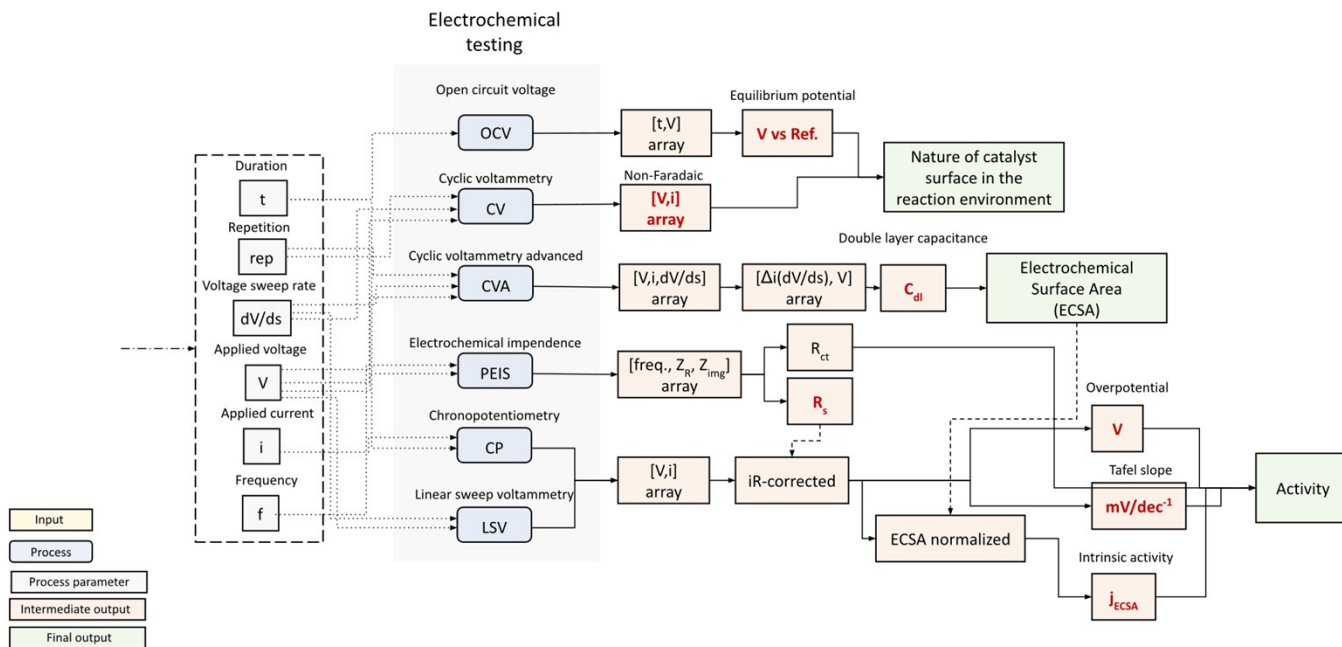 Electrochemical
testing
Open circuit voltage
OCV
[t,V]
array
Equilibrium potential
V vs Ref.
Nature of catalyst
surface in the
reaction environment
Duration
t
Cyclic voltammetry
CV
Non-Faradaic
[V,i]
array
Repetition
rep
Cyclic voltammetry advanced
CVA
[V,i,dV/ds]
array
[Δi(dV/ds), V]
array
Double layer capacitance
Cdl
Electrochemical
Surface Area
(ECSA)
Voltage sweep rate
dV/ds
Applied voltage
V
Electrochemical impendence
PEIS
[freq., ZR, Zimg]
array
Rct
Rs
Applied current
i
Chronopotentiometry
CP
[V,i]
array
iR-corrected
Overpotential
V
Tafel slope
mV/dec-1
Activity
Frequency
f
Linear sweep voltammetry
LSV
ECSA normalized
Intrinsic activity
jECSA
Input
Process
Process parameter
Intermediate output
Final output